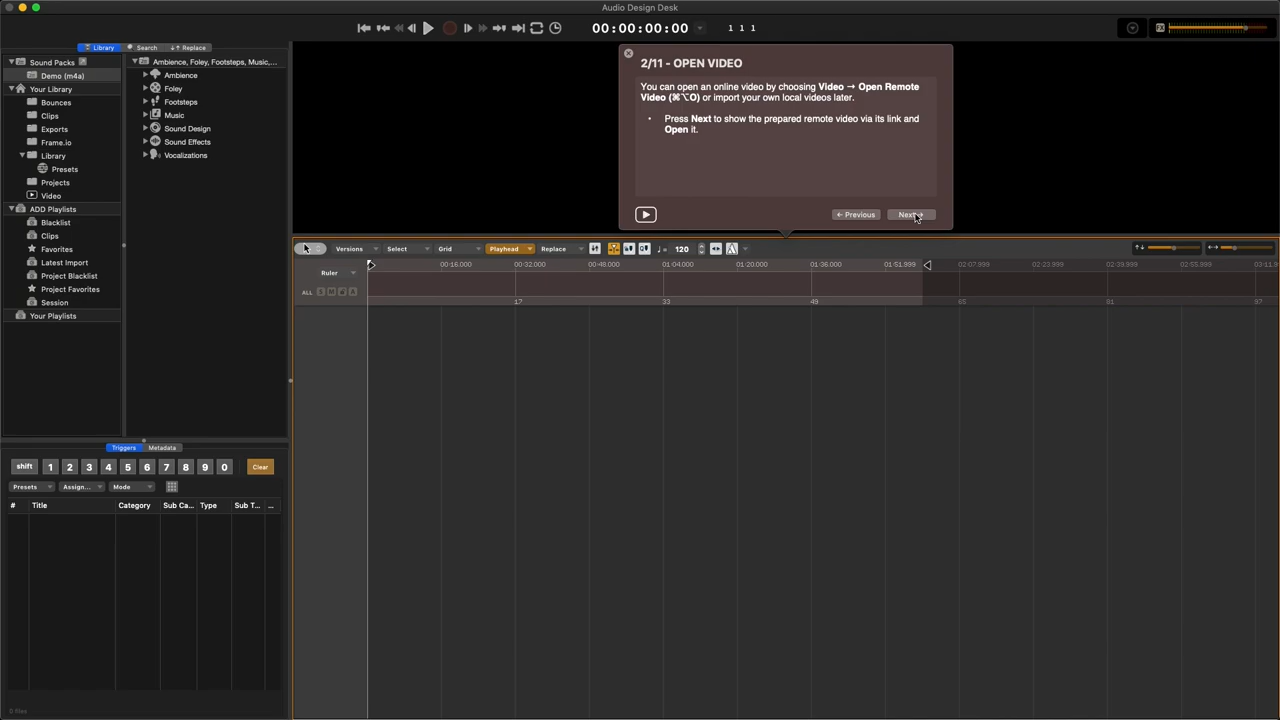 Audio Design Desk
00:00:00:00
1 1 1
FX
Library
Search
Replace
Sound Packs
Demo (m4a)
Your Library
Bounces
Clips
Exports
Frame.io
Library
Presets
Projects
Video
ADD Playlists
Blacklist
Clips
Favorites
Latest Import
Project Blacklist
Project Favorites
Session
Your Playlists
Ambience, Foley, Footsteps, Music,...
Ambience
Foley
Footsteps
Music
Sound Design
Sound Effects
Vocalizations
2/11 - OPEN VIDEO
You can open an online video by choosing Video → Open Remote
Video (⌘⌥O) or import your own local videos later.
• Press Next to show the prepared remote video via its link and
Open it.
← Previous
Next
Versions
Select
Grid
Playhead
Replace
120
Ruler
00:16.000
00:32.000
00:48.000
01:04.000
01:20.000
01:36.000
01:51.999
02:07.999
02:23.999
02:39.999
02:55.999
03:11.9
ALL
S
M
A
17
33
49
65
81
97
Triggers
Metadata
shift
1
2
3
4
5
6
7
8
9
0
Clear
Presets
Assign...
Mode
#
Title
Category
Sub Ca...
Type
Sub T...
...
0 files